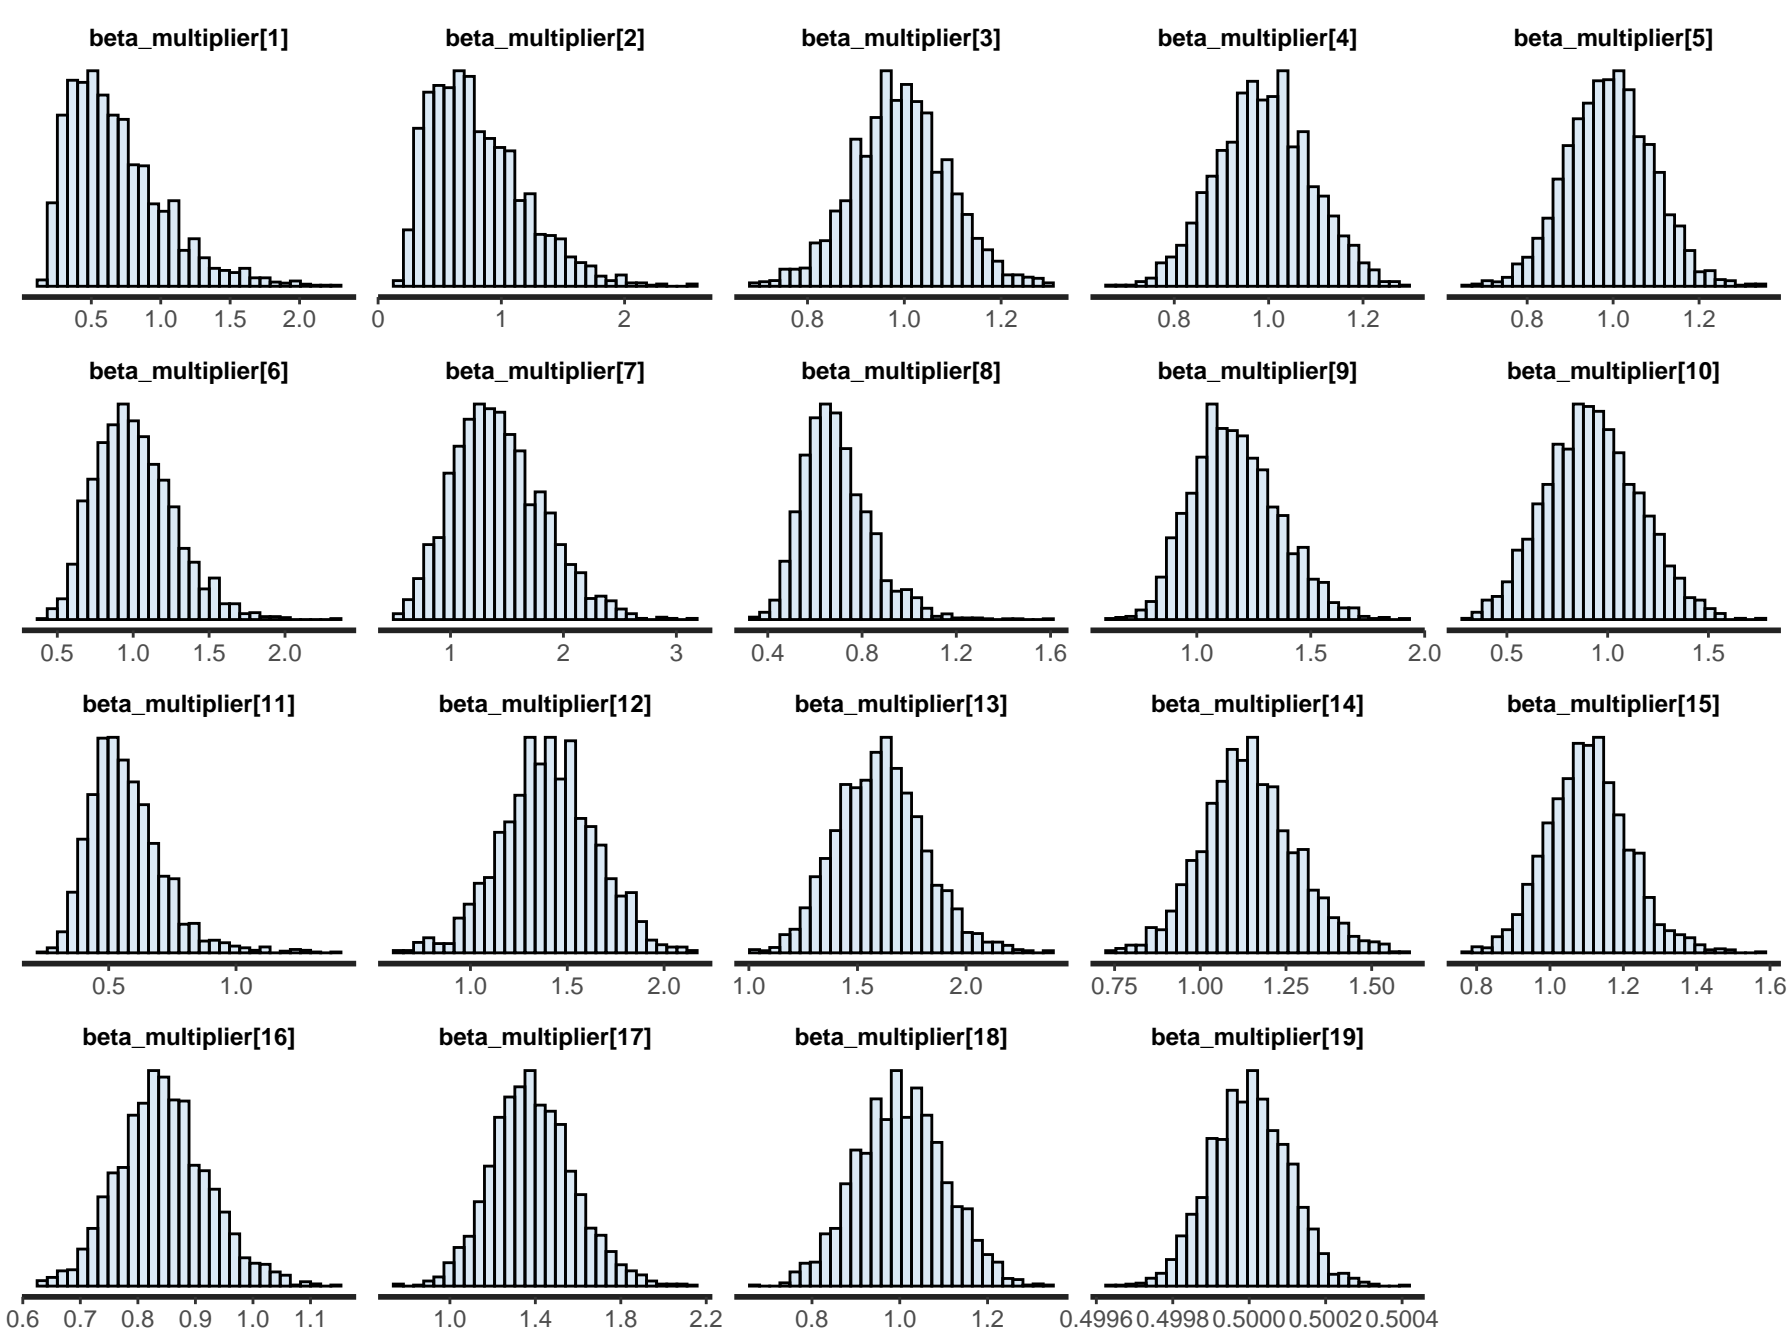 beta_multiplier[1] beta_multiplier[2] beta_multiplier[3] beta_multiplier[4] beta_multiplier[5]
0.5 1.0 1.5 2.0 0 1 2 0.8 1.0 1.2 0.8 1.0 1.2 0.8 1.0 1.2
beta_multiplier[6] beta_multiplier[7] beta_multiplier[8] beta_multiplier[9] beta_multiplier[10]
0.5 1.0 1.5 2.0 1 2 3 0.4 0.8 1.2 1.6 1.0 1.5 2.0 0.5 1.0 1.5
beta_multiplier[11] beta_multiplier[12] beta_multiplier[13] beta_multiplier[14] beta_multiplier[15]
0.5 1.0 1.0 1.5 2.0 1.0 1.5 2.0 0.75 1.00 1.25 1.50 0.8 1.0 1.2 1.4 1.6
beta_multiplier[16] beta_multiplier[17] beta_multiplier[18] beta_multiplier[19]
0.6 0.7 0.8 0.9 1.0 1.1 1.0 1.4 1.8 2.2 0.8 1.0 1.2 0.4996 0.4998 0.5000 0.5002 0.5004